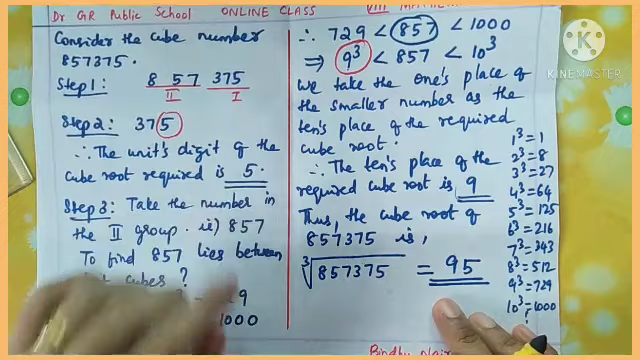 Dr GR Public School ONLINE CLASS VIII
Consider the cube number
857375.
Step 1: 857 375
II I
Step 2: 375
∴ The unit's digit of the
cube root required is 5.
Step 3: Take the number in
the II group. ie) 857
To find 857 lies between
cubes?
1000
∴ 729 < 857 < 1000
⇒ 9³ < 857 < 10³
We take the one's place of
the smaller number as the
ten's place of the required
cube root.
∴ The ten's place of the
required cube root is 9
Thus, the cube root of
857375 is,
³√857375 = 95
1³ = 1
2³ = 8
3³ = 27
4³ = 64
5³ = 125
6³ = 216
7³ = 343
8³ = 512
9³ = 729
10³ = 1000
KINEMASTER